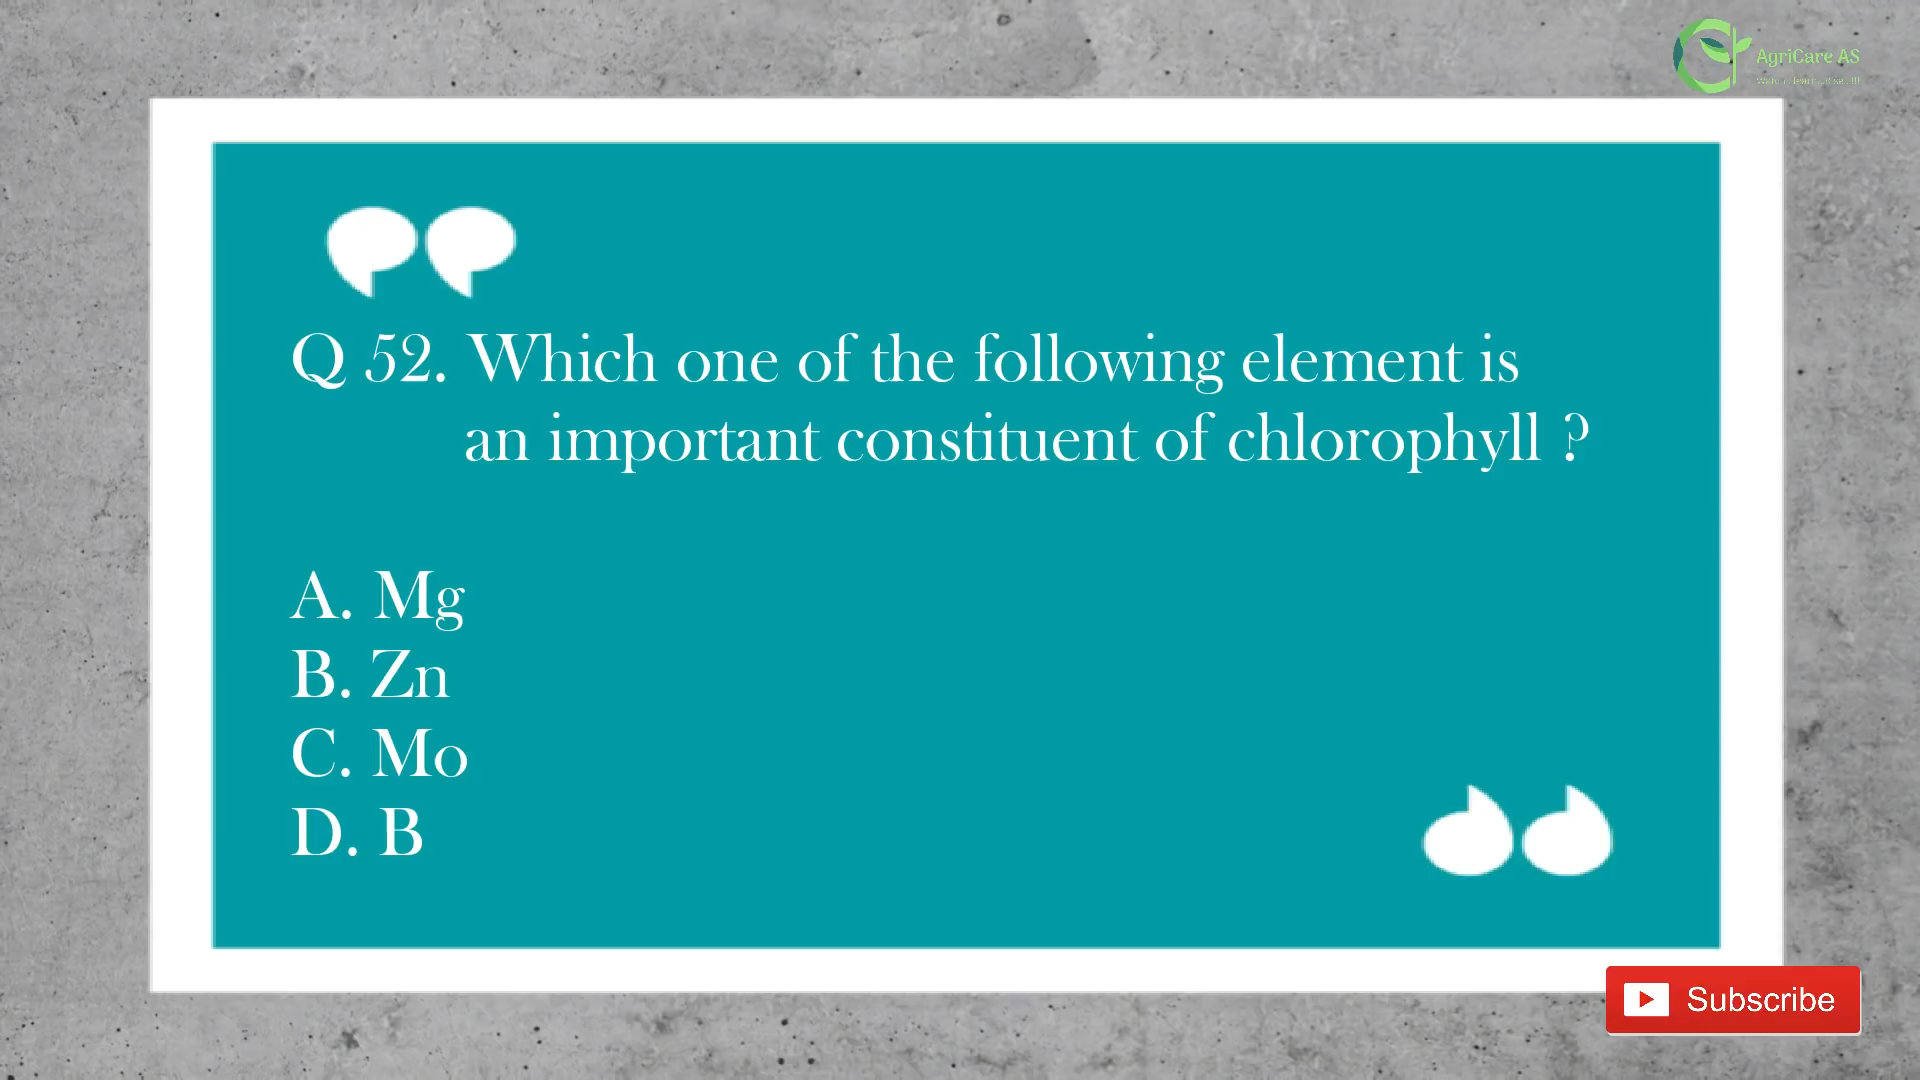 AgriCare AS
Q 52. Which one of the following element is
an important constituent of chlorophyll ?
A. Mg
B. Zn
C. Mo
D. B
Subscribe